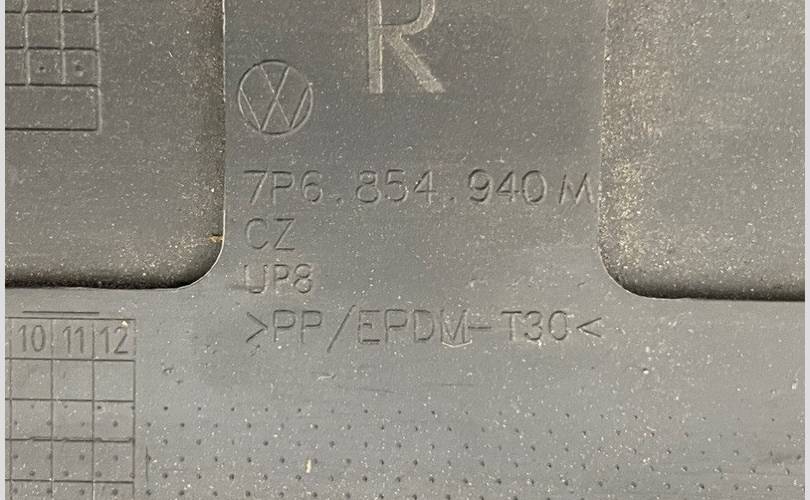 R
7P6.854.940 M
CZ
UP8
>PP/EPDM-T30<
10 11 12